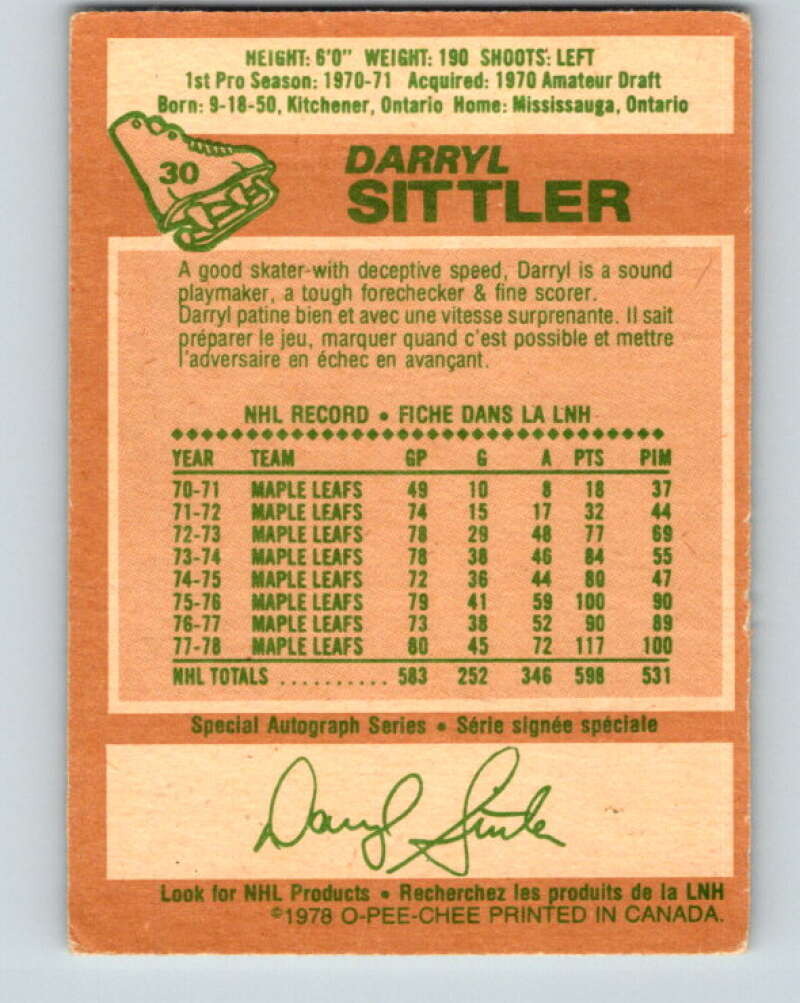 HEIGHT: 6'0" WEIGHT: 190 SHOOTS: LEFT
1st Pro Season: 1970-71 Acquired: 1970 Amateur Draft
Born: 9-18-50, Kitchener, Ontario Home: Mississauga, Ontario
30
DARRYL
SITTLER
A good skater-with deceptive speed, Darryl is a sound
playmaker, a tough forechecker & fine scorer.
Darryl patine bien et avec une vitesse surprenante. Il sait
préparer le jeu, marquer quand c'est possible et mettre
l'adversaire en échec en avançant.
NHL RECORD • FICHE DANS LA LNH
YEAR TEAM GP G A PTS PIM
70-71 MAPLE LEAFS 49 10 8 18 37
71-72 MAPLE LEAFS 74 15 17 32 44
72-73 MAPLE LEAFS 78 29 48 77 69
73-74 MAPLE LEAFS 78 38 46 84 55
74-75 MAPLE LEAFS 72 36 44 80 47
75-76 MAPLE LEAFS 79 41 59 100 90
76-77 MAPLE LEAFS 73 38 52 90 89
77-78 MAPLE LEAFS 80 45 72 117 100
NHL TOTALS .......... 583 252 346 598 531
Special Autograph Series • Série signée spéciale
Darryl Sittler
Look for NHL Products • Recherchez les produits de la LNH
©1978 O-PEE-CHEE PRINTED IN CANADA.